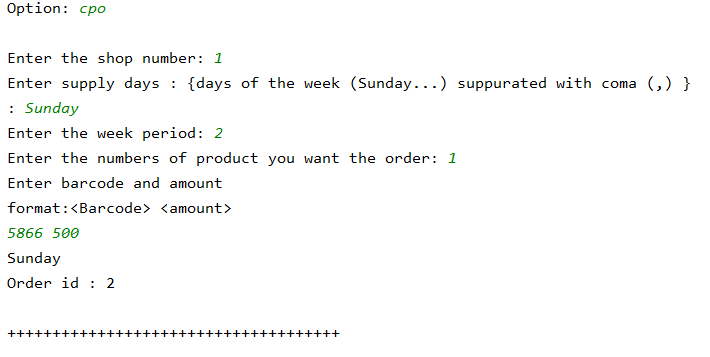 Option: cpo
Enter the shop number: 1
Enter supply days : {days of the week (Sunday...) suppurated with coma (,) }
: Sunday
Enter the week period: 2
Enter the numbers of product you want the order: 1
Enter barcode and amount
format:<Barcode> <amount>
5866 500
Sunday
Order id : 2
+++++++++++++++++++++++++++++++++++++